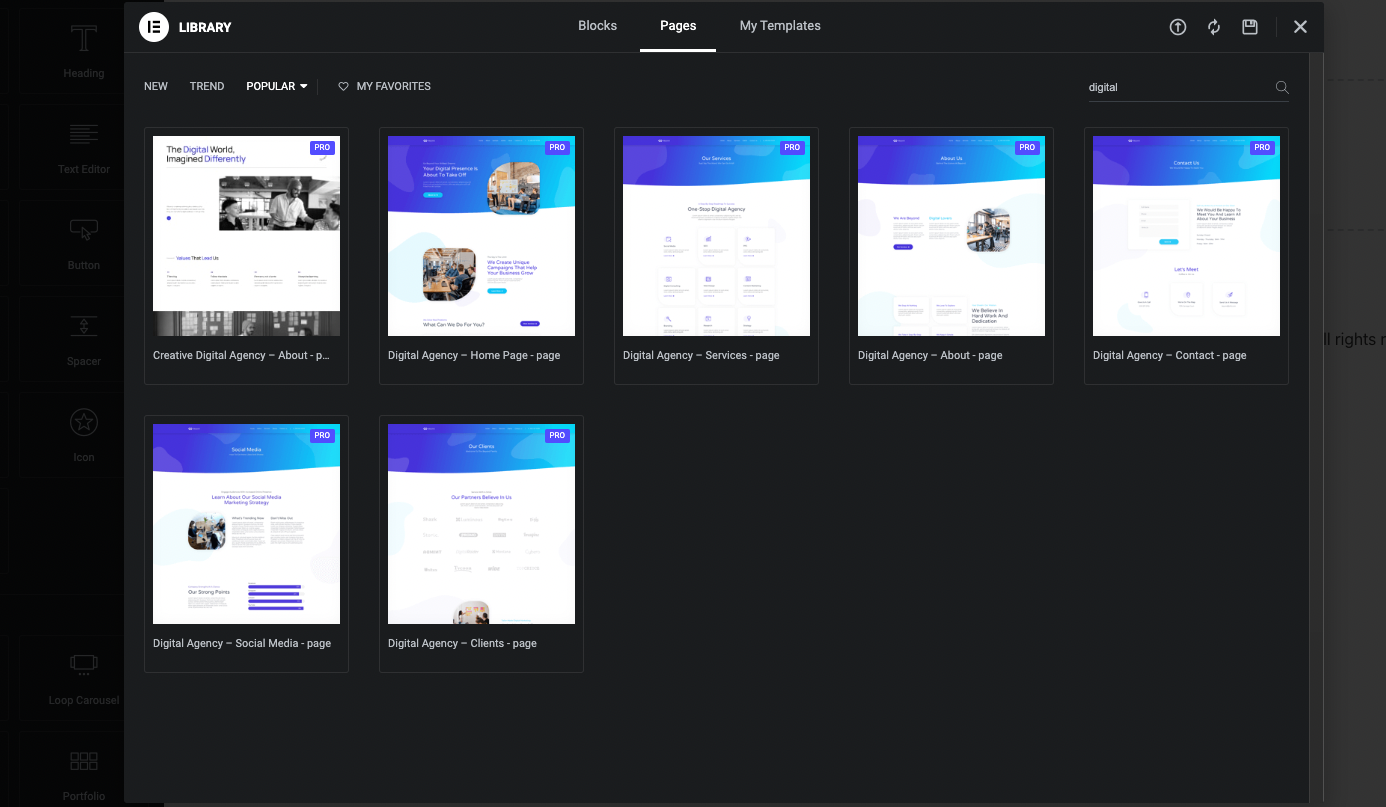 LIBRARY
Blocks
Pages
My Templates
NEW
TREND
POPULAR
MY FAVORITES
digital
Heading
Text Editor
Button
Spacer
Icon
Loop Carousel
Portfolio
The Digital World,
Imagined Differently
PRO
Values That Lead Us
Creative Digital Agency – About - p...
PRO
Your Digital Presence Is
About To Take Off
We Create Unique
Campaigns That Help
Your Business Grow
What Can We Do For You?
Digital Agency – Home Page - page
PRO
Our Services
One-Stop Digital Agency
Digital Agency – Services - page
PRO
About Us
We Are Beyond
We Believe In
Hard Work And
Dedication
Digital Agency – About - page
PRO
Contact Us
We Would Be Happy To
Meet You And Learn All
About Your Business
Let's Meet
Digital Agency – Contact - page
ll rights r
PRO
Social Media
Learn About Our Social Media
Marketing Strategy
What's Trending Now
Our Strong Points
Digital Agency – Social Media - page
PRO
Our Clients
Our Partners Believe In Us
Digital Agency – Clients - page